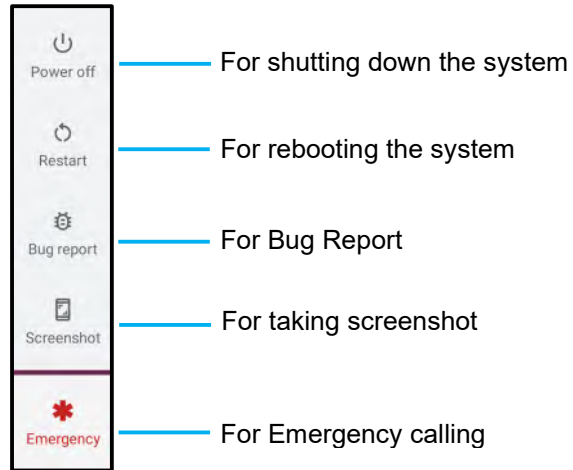 Power off
For shutting down the system
Restart
For rebooting the system
Bug report
For Bug Report
Screenshot
For taking screenshot
Emergency
For Emergency calling